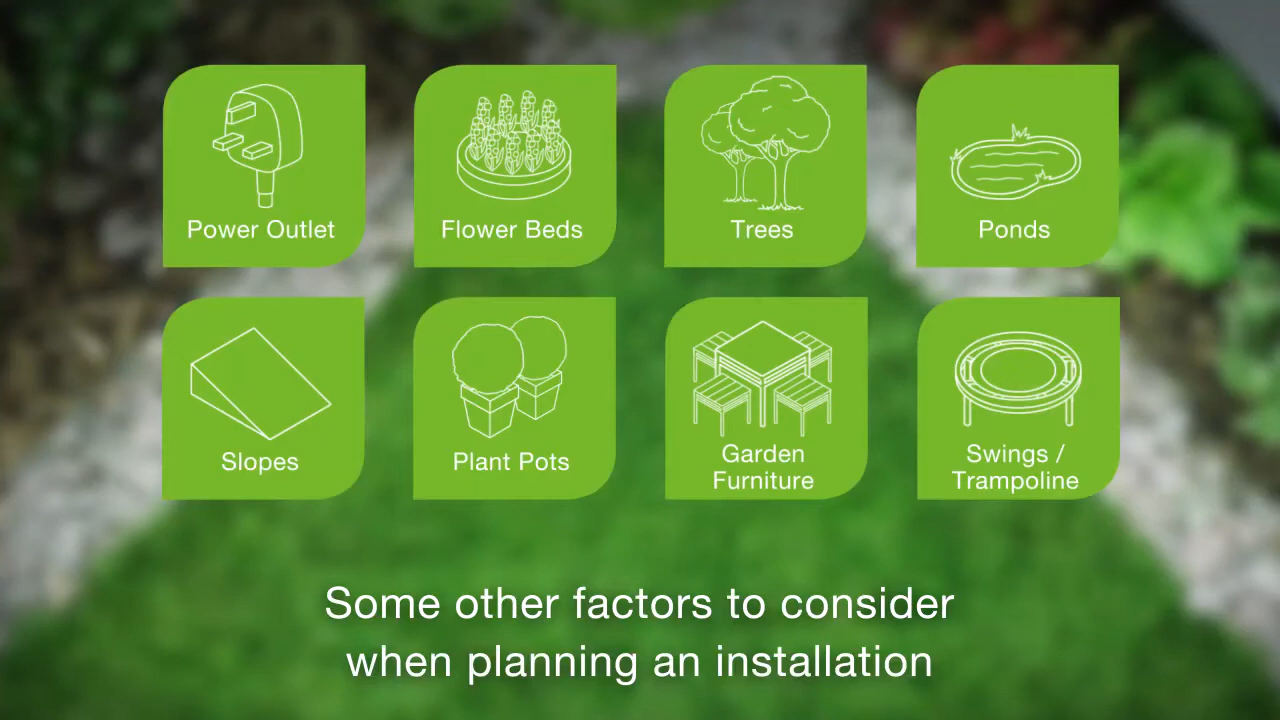 Power Outlet
Flower Beds
Trees
Ponds
Slopes
Plant Pots
Garden
Furniture
Swings /
Trampoline
Some other factors to consider
when planning an installation